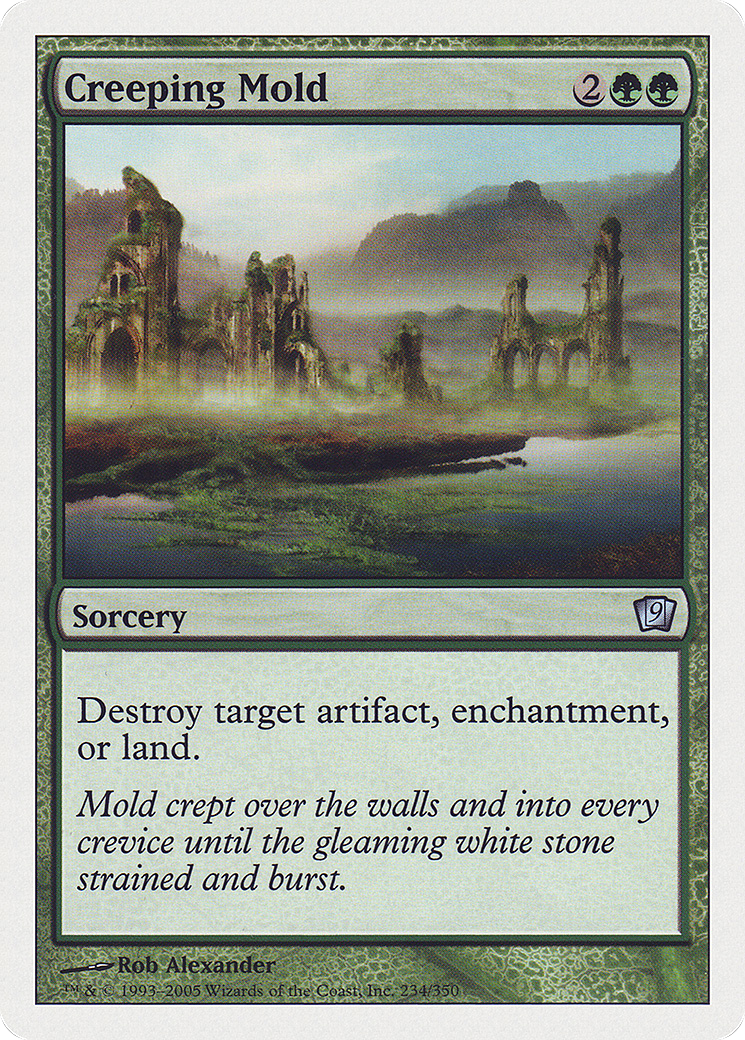 Creeping Mold
2
Sorcery
9
Destroy target artifact, enchantment,
or land.
Mold crept over the walls and into every
crevice until the gleaming white stone
strained and burst.
Rob Alexander
™ & © 1993–2005 Wizards of the Coast, Inc. 234/350